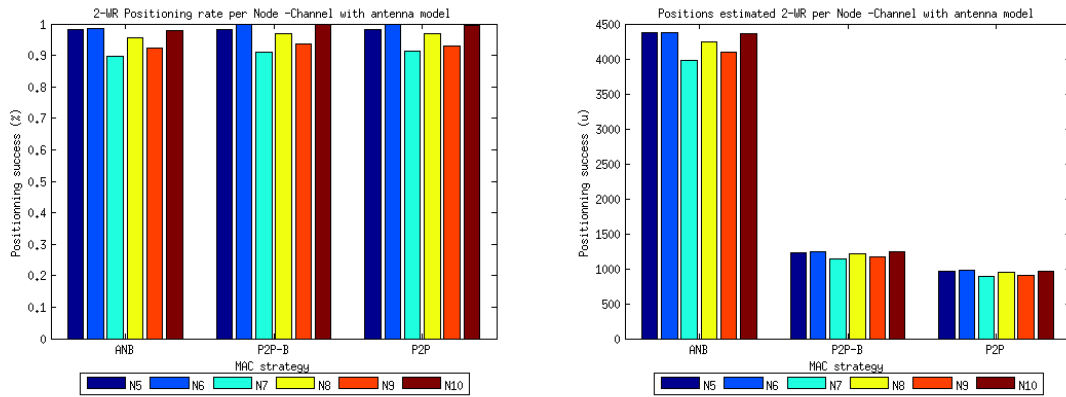 2-WR Positioning rate per Node -Channel with antenna model
Positionning success (%)
1
0.9
0.8
0.7
0.6
0.5
0.4
0.3
0.2
0.1
0
ANB
P2P-B
P2P
MAC strategy
N5
N6
N7
N8
N9
N10
Positions estimated 2-WR per Node -Channel with antenna model
Positionning success (u)
4500
4000
3500
3000
2500
2000
1500
1000
500
0
ANB
P2P-B
P2P
MAC strategy
N5
N6
N7
N8
N9
N10